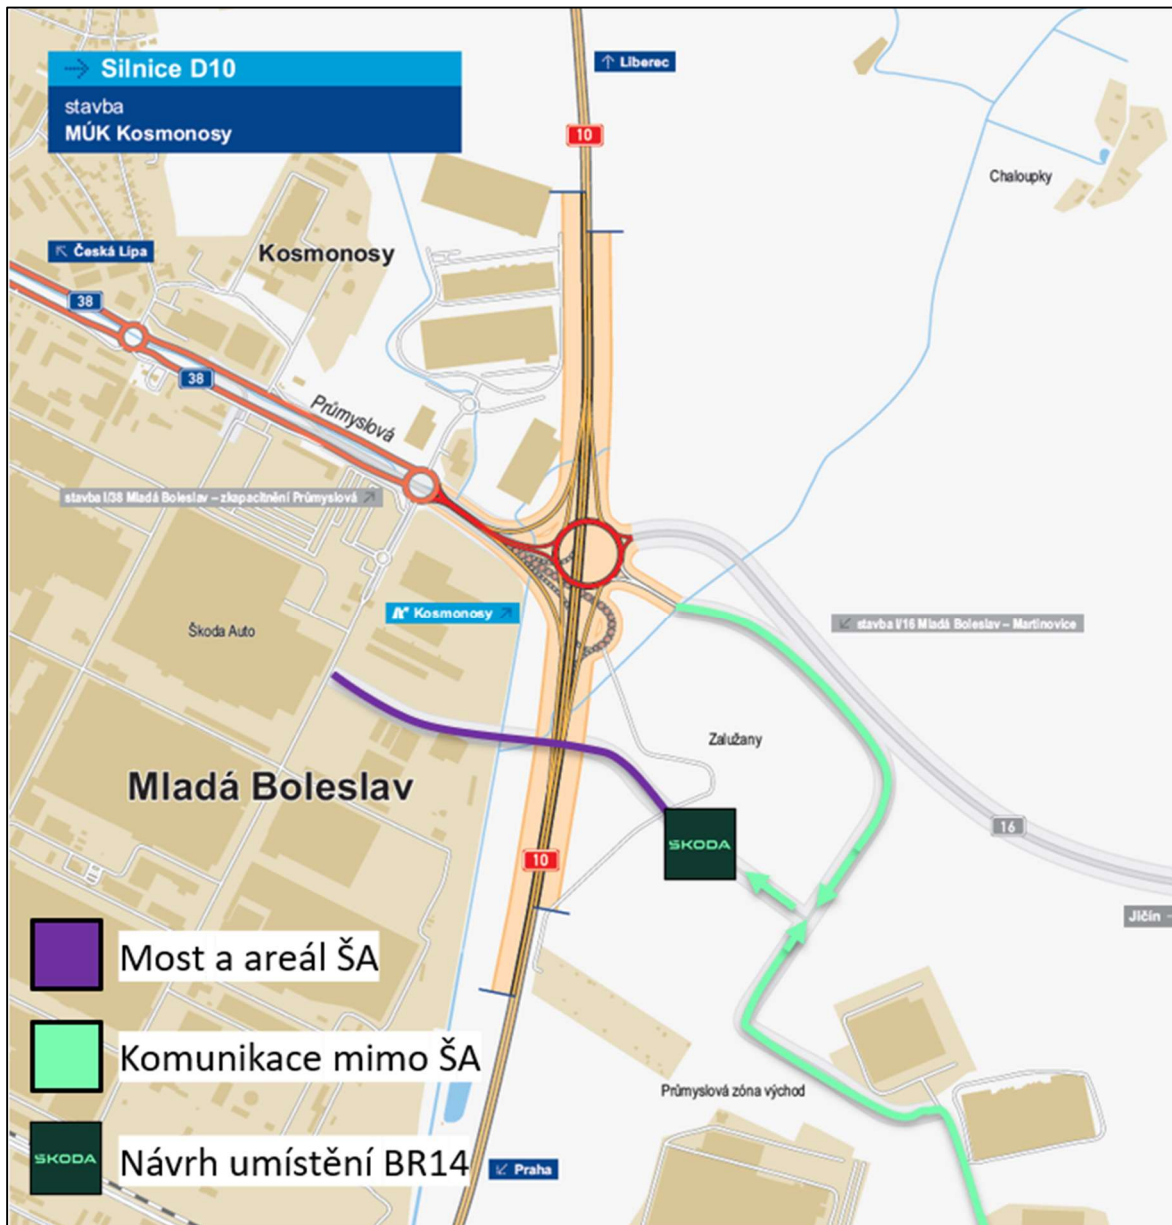 Silnice D10
stavba
MÚK Kosmonosy
Liberec
10
Chaloupky
Česká Lípa
Kosmonosy
38
38
Průmyslová
stavba I/38 Mladá Boleslav – zkapacitnění Průmyslová
Kosmonosy
stavba I/16 Mladá Boleslav – Martinovice
Škoda Auto
Zalužany
Mladá Boleslav
16
ŠKODA
10
Jičín
Most a areál ŠA
Komunikace mimo ŠA
Průmyslová zóna východ
ŠKODA
Návrh umístění BR14
Praha